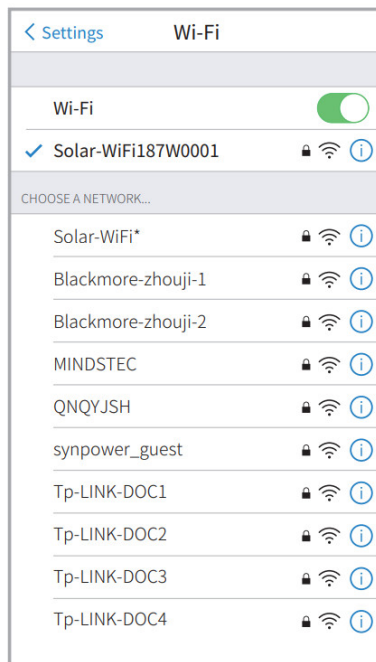 Settings Wi-Fi
Wi-Fi
Solar-WiFi187W0001
CHOOSE A NETWORK...
Solar-WiFi*
Blackmore-zhouji-1
Blackmore-zhouji-2
MINDSTEC
QNQYJSH
synpower_guest
Tp-LINK-DOC1
Tp-LINK-DOC2
Tp-LINK-DOC3
Tp-LINK-DOC4